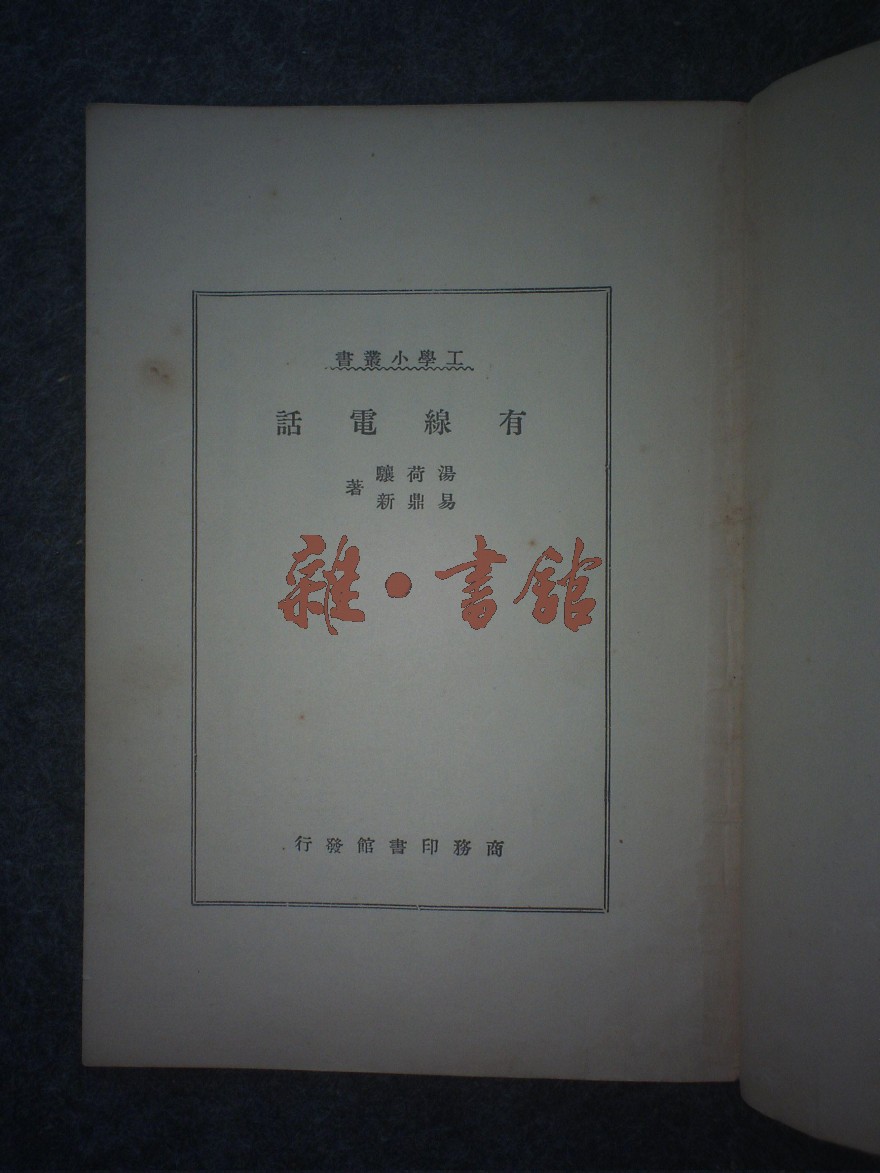 工學小叢書
有線電話
湯荷驤
易鼎新
著
雜·書館
商務印書館發行